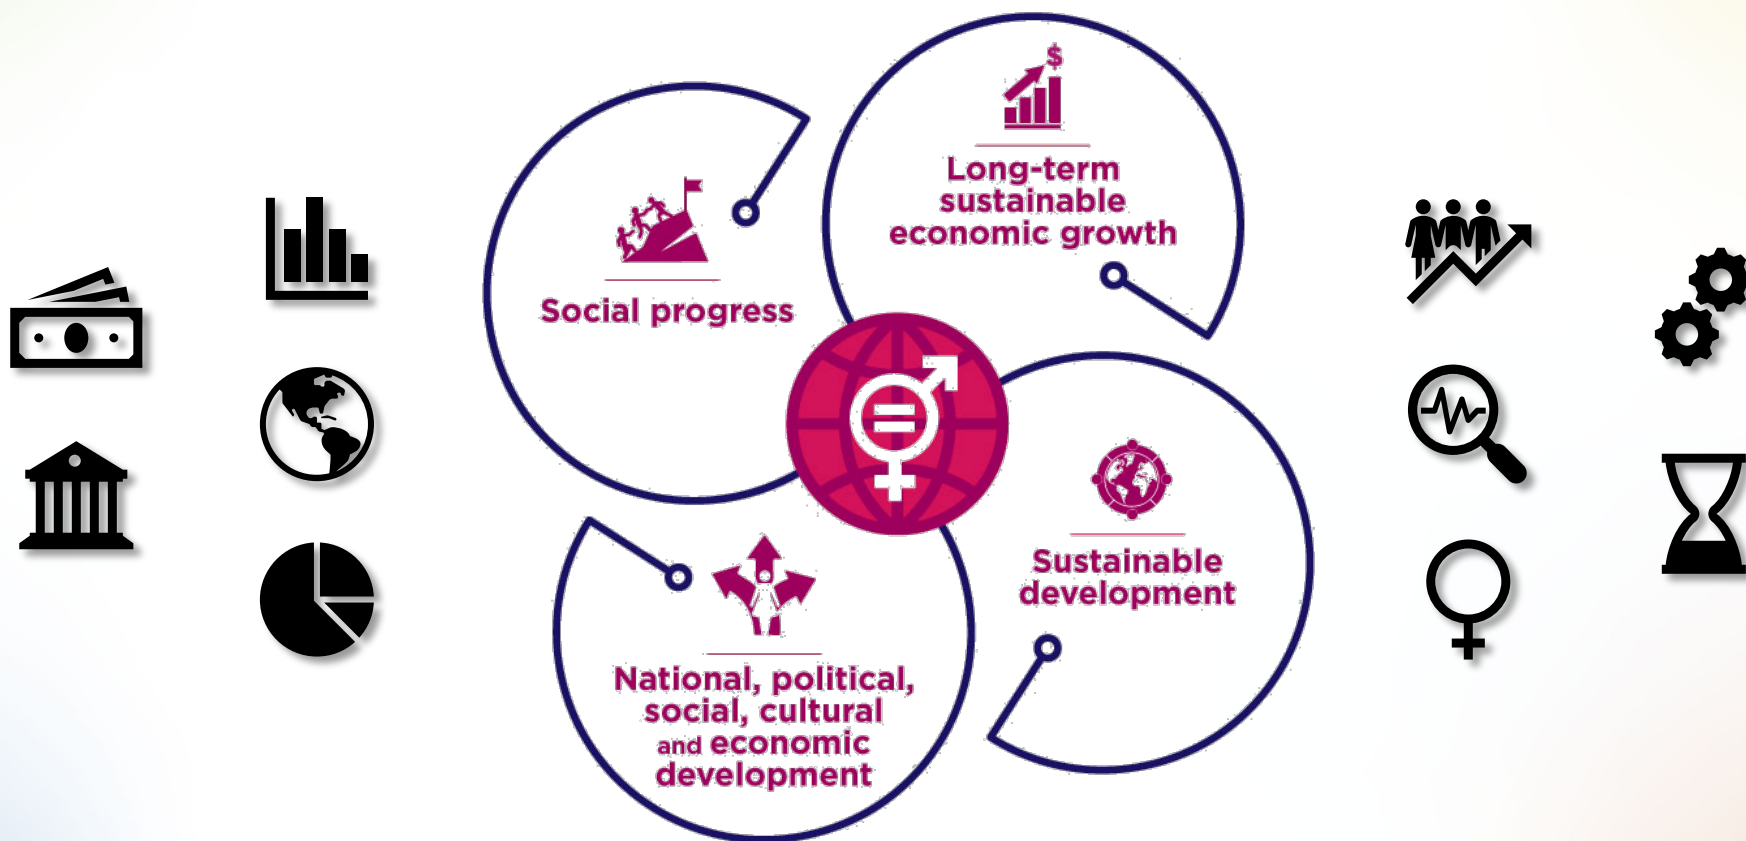 Social progress
$
Long-term
sustainable
economic growth
Sustainable
development
National, political,
social, cultural
and economic
development